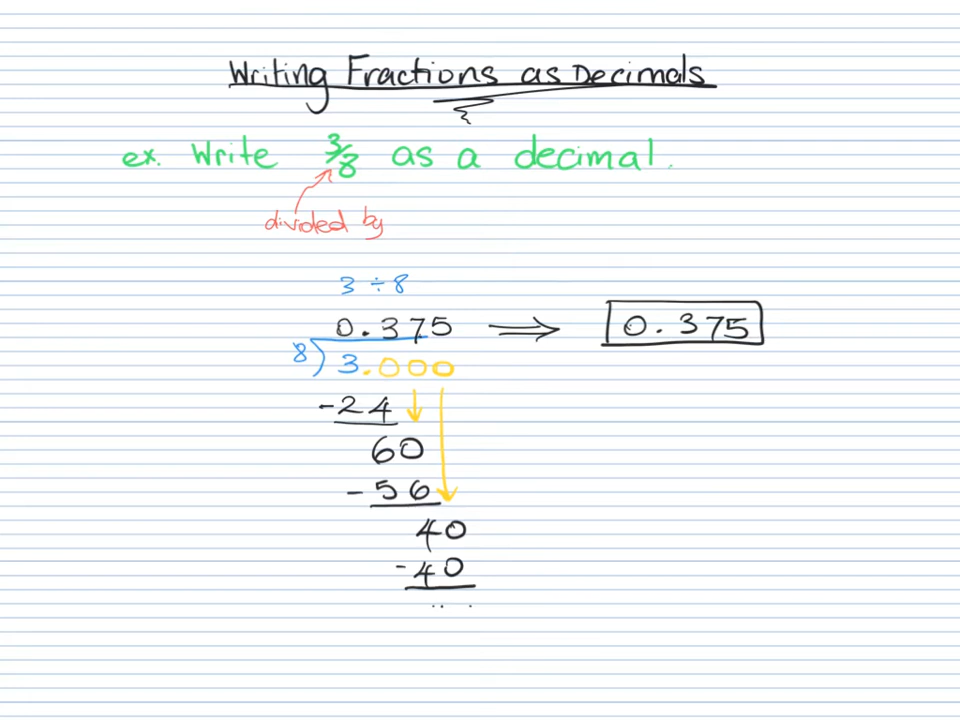 Writing Fractions as Decimals
ex. Write 3/8 as a decimal.
divided by
3 ÷ 8
0.375 ⟹ 0.375
8)3.000
-24
60
-56
40
-40